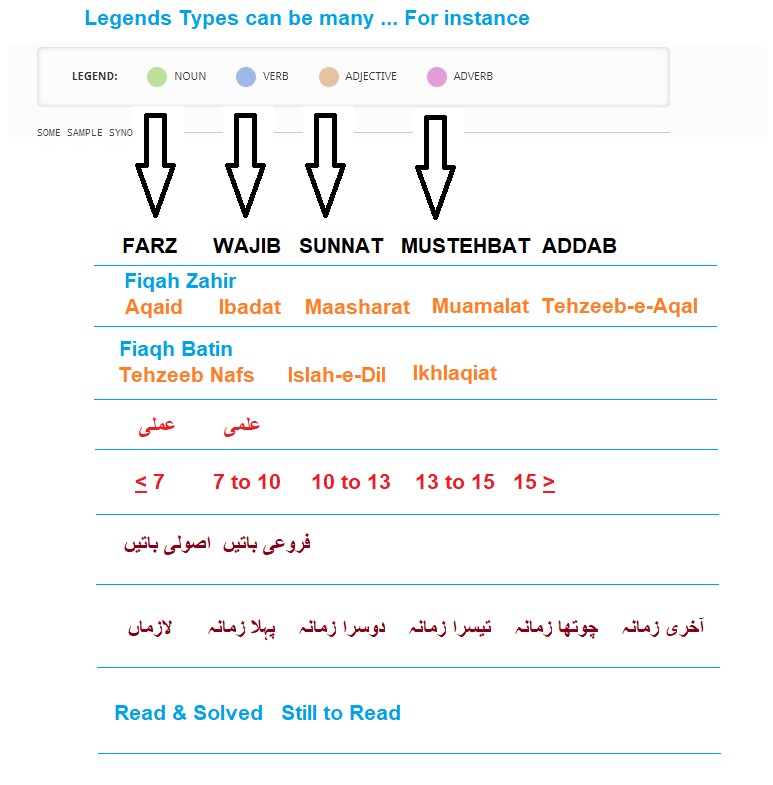 Legends Types can be many ... For instance
LEGEND: NOUN VERB ADJECTIVE ADVERB
SOME SAMPLE SYNO
FARZ WAJIB SUNNAT MUSTEHBAT ADDAB
Fiqah Zahir
Aqaid Ibadat Maasharat Muamalat Tehzeeb-e-Aqal
Fiaqh Batin
Tehzeeb Nafs Islah-e-Dil Ikhlaqiat
عملی علمی
< 7 7 to 10 10 to 13 13 to 15 15 >
اصولی باتیں فروعی باتیں
لازماں پہلا زمانہ دوسرا زمانہ تیسرا زمانہ چوتھا زمانہ آخری زمانہ
Read & Solved Still to Read